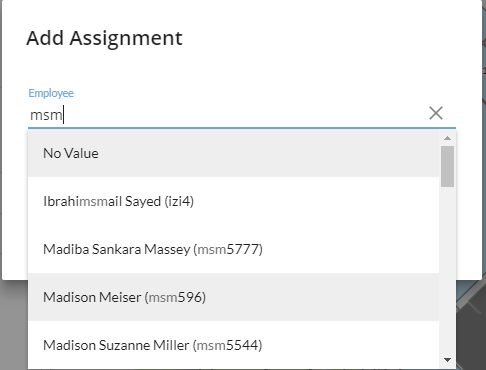 Add Assignment
Employee
msm
No Value
Ibrahimsmail Sayed (izi4)
Madiba Sankara Massey (msm5777)
Madison Meiser (msm596)
Madison Suzanne Miller (msm5544)